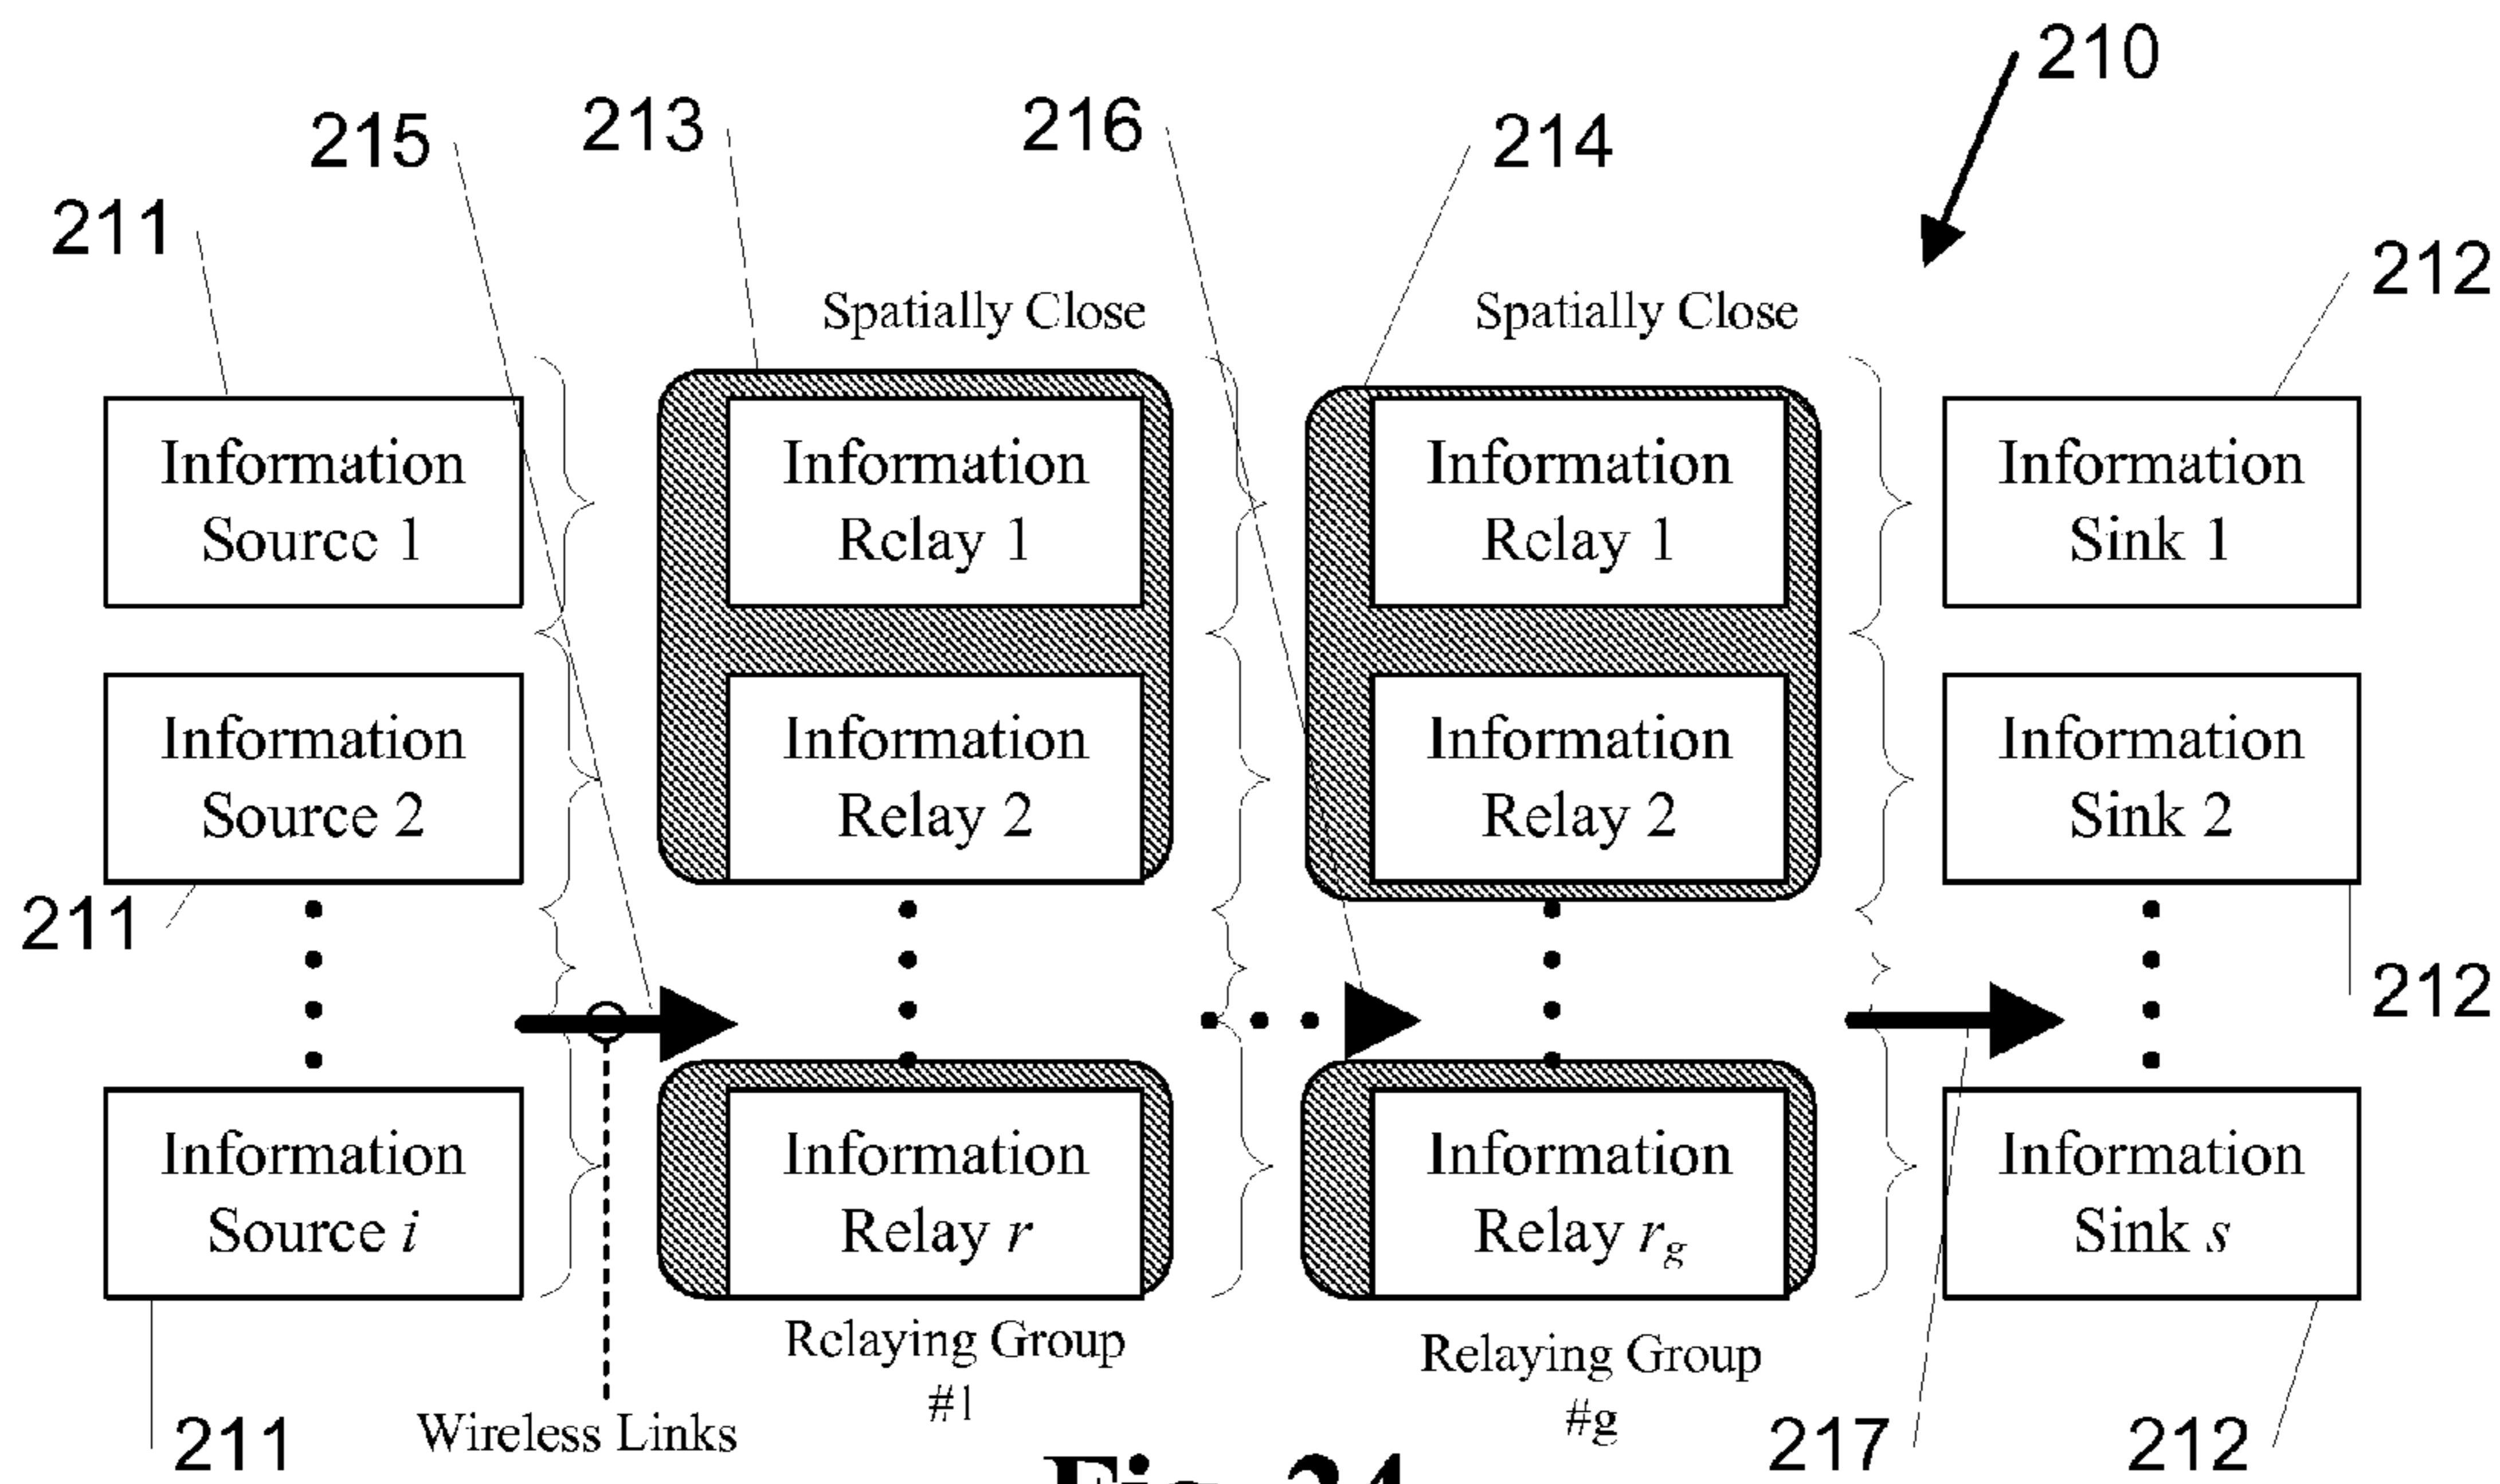 210
215
213
216
214
211
212
Spatially Close
Spatially Close
Information
Source 1
Information
Relay 1
Information
Relay 1
Information
Sink 1
Information
Source 2
Information
Relay 2
Information
Relay 2
Information
Sink 2
211
212
Information
Source i
Information
Relay r
Information
Relay rg
Information
Sink s
Relaying Group
#1
Relaying Group
#g
Wireless Links
211
217
212